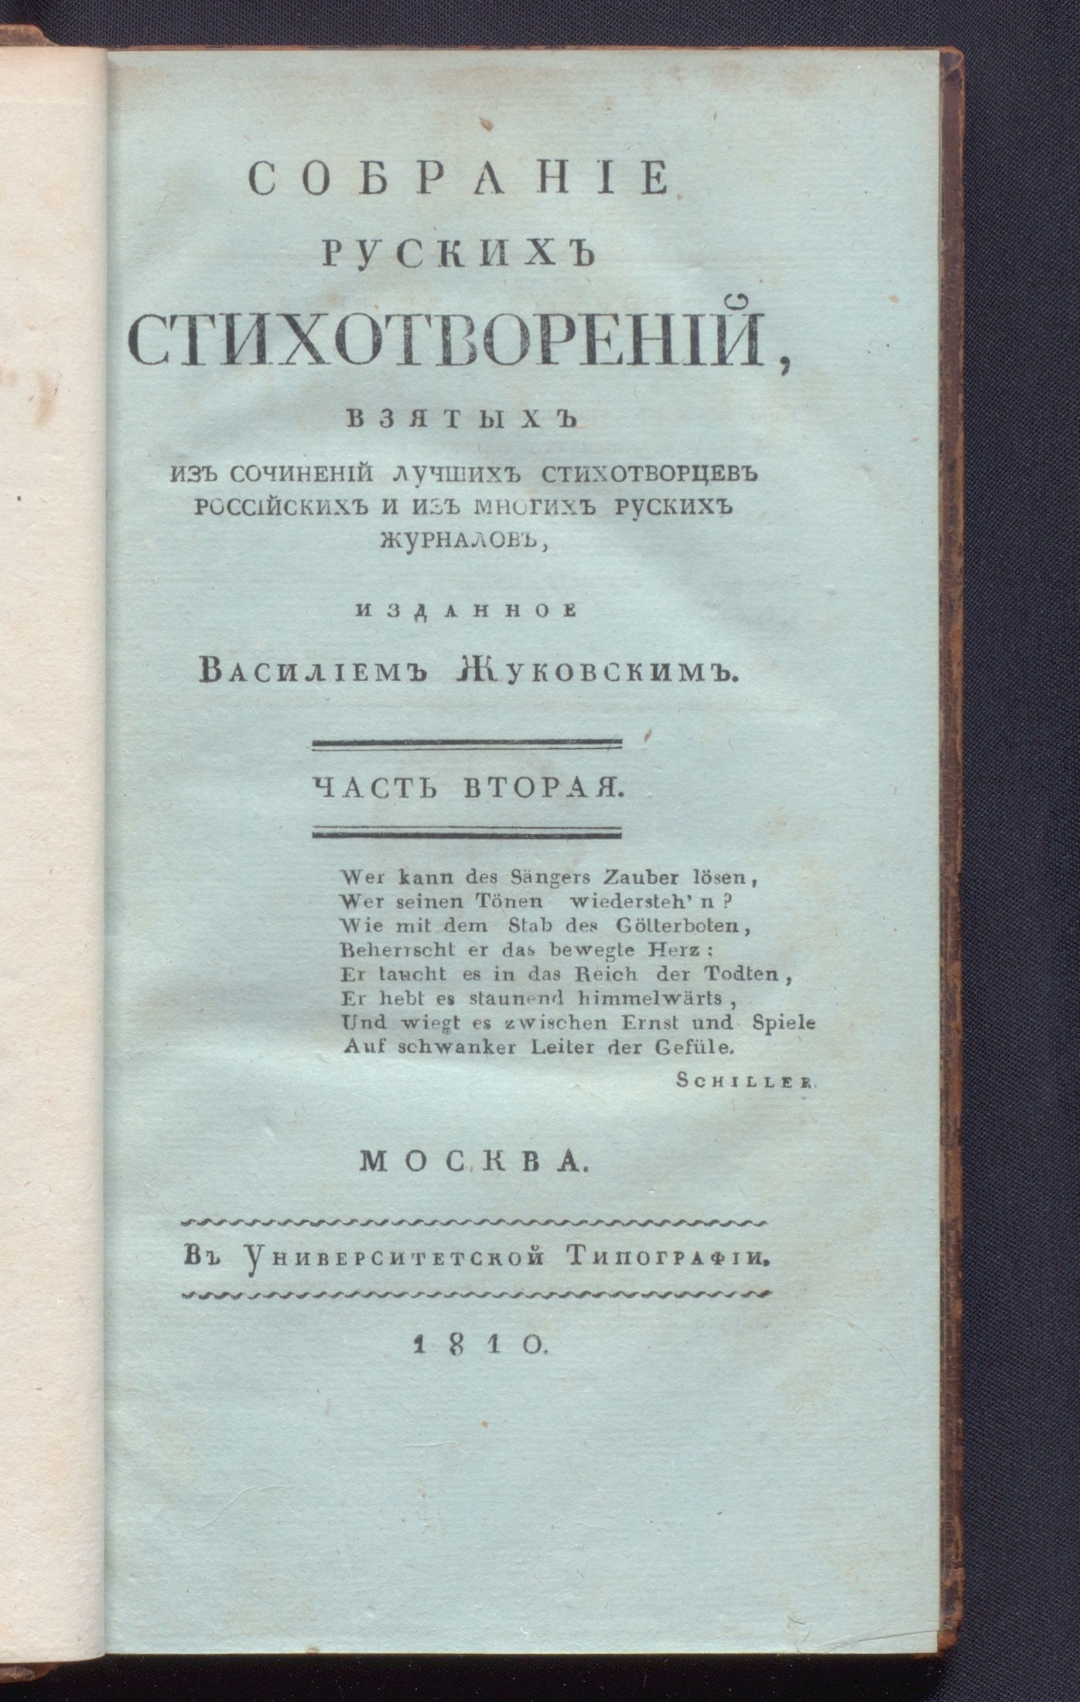 СОБРАНІЕ
РУСКИХЪ
СТИХОТВОРЕНІЙ,
ВЗЯТЫХЪ
ИЗЪ СОЧИНЕНІЙ ЛУЧШИХЪ СТИХОТВОРЦЕВЪ
РОССІЙСКИХЪ И ИЗЪ МНОГИХЪ РУСКИХЪ
ЖУРНАЛОВЪ,
ИЗДАННОЕ
ВАСИЛІЕМЪ ЖУКОВСКИМЪ.
ЧАСТЬ ВТОРАЯ.
Wer kann des Sängers Zauber lösen,
Wer seinen Tönen wiedersteh'n?
Wie mit dem Stab des Götterboten,
Beherrscht er das bewegte Herz:
Er taucht es in das Reich der Todten,
Er hebt es staunend himmelwärts,
Und wiegt es zwischen Ernst und Spiele
Auf schwanker Leiter der Gefüle.
SCHILLER.
МОСКВА.
ВЪ УНИВЕРСИТЕТСКОЙ ТИПОГРАФІИ.
1810.